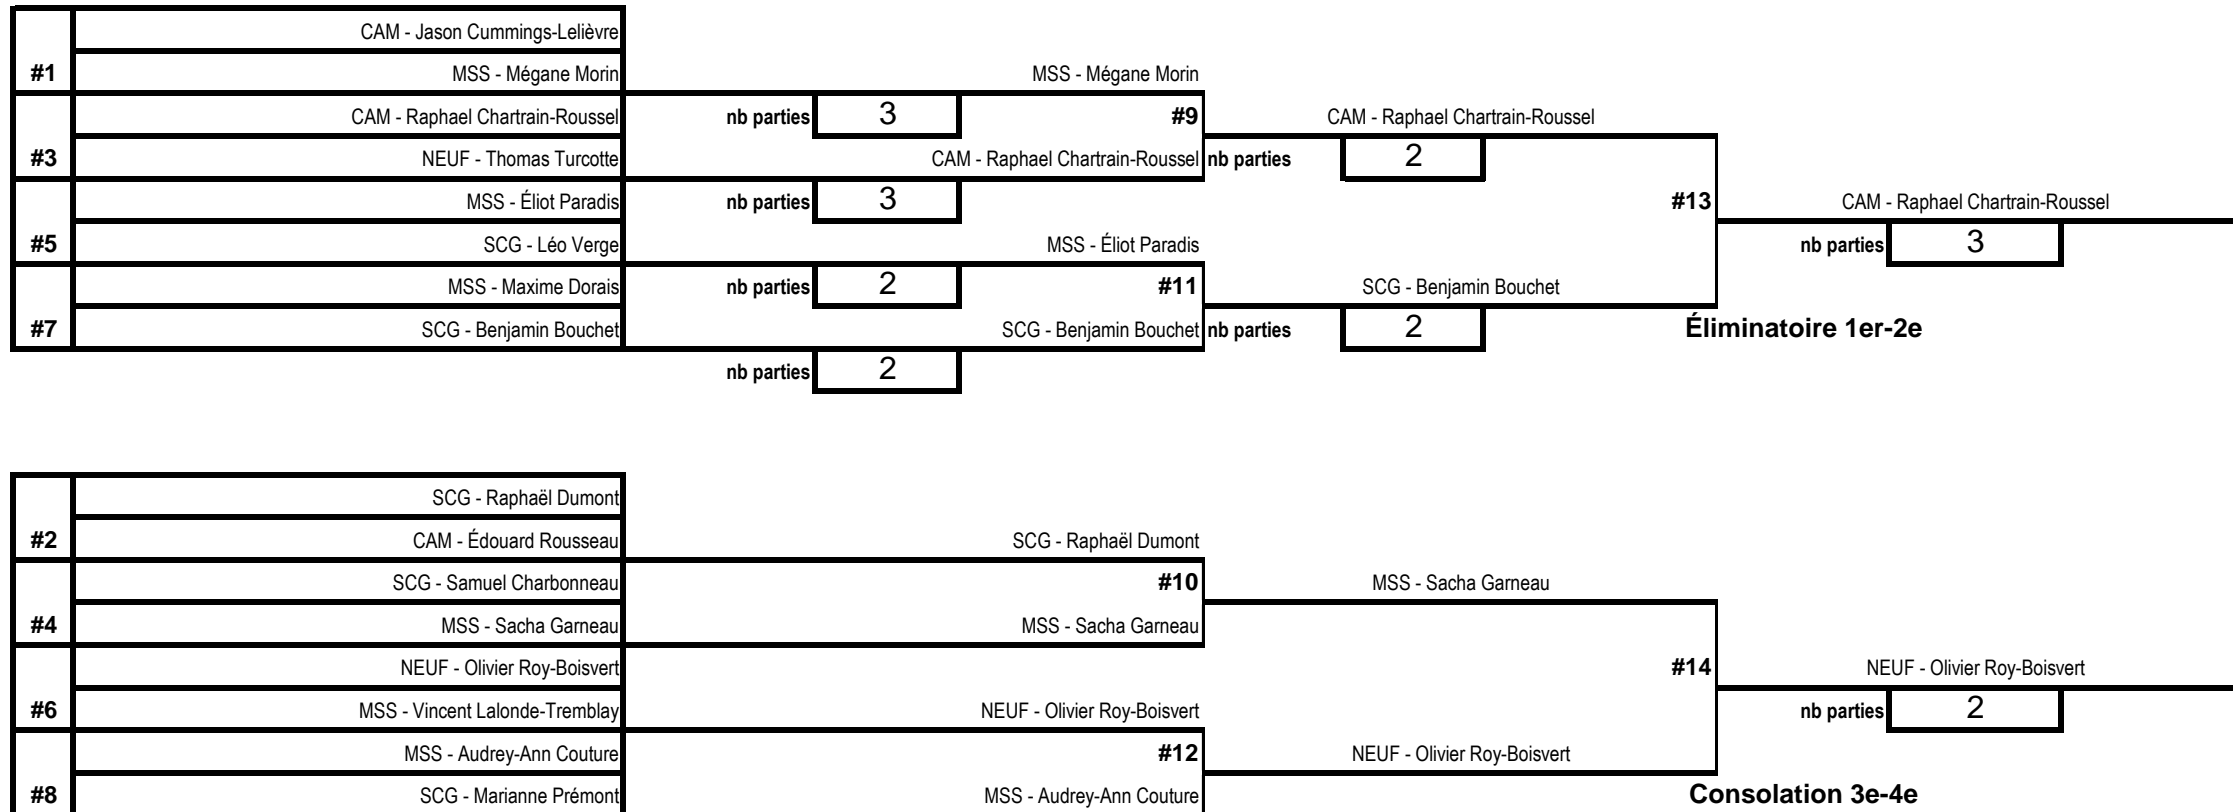 CAM - Jason Cummings-Lelièvre
#1 MSS - Mégane Morin MSS - Mégane Morin
CAM - Raphael Chartrain-Roussel nb parties 3 #9 CAM - Raphael Chartrain-Roussel
#3 NEUF - Thomas Turcotte CAM - Raphael Chartrain-Roussel nb parties 2
MSS - Éliot Paradis nb parties 3 #13 CAM - Raphael Chartrain-Roussel
#5 SCG - Léo Verge MSS - Éliot Paradis nb parties 3
MSS - Maxime Dorais nb parties 2 #11 SCG - Benjamin Bouchet
#7 SCG - Benjamin Bouchet SCG - Benjamin Bouchet nb parties 2 Éliminatoire 1er-2e
nb parties 2
SCG - Raphaël Dumont
#2 CAM - Édouard Rousseau SCG - Raphaël Dumont
SCG - Samuel Charbonneau #10 MSS - Sacha Garneau
#4 MSS - Sacha Garneau MSS - Sacha Garneau
NEUF - Olivier Roy-Boisvert #14 NEUF - Olivier Roy-Boisvert
#6 MSS - Vincent Lalonde-Tremblay NEUF - Olivier Roy-Boisvert nb parties 2
MSS - Audrey-Ann Couture #12 NEUF - Olivier Roy-Boisvert
#8 SCG - Marianne Prémont MSS - Audrey-Ann Couture Consolation 3e-4e